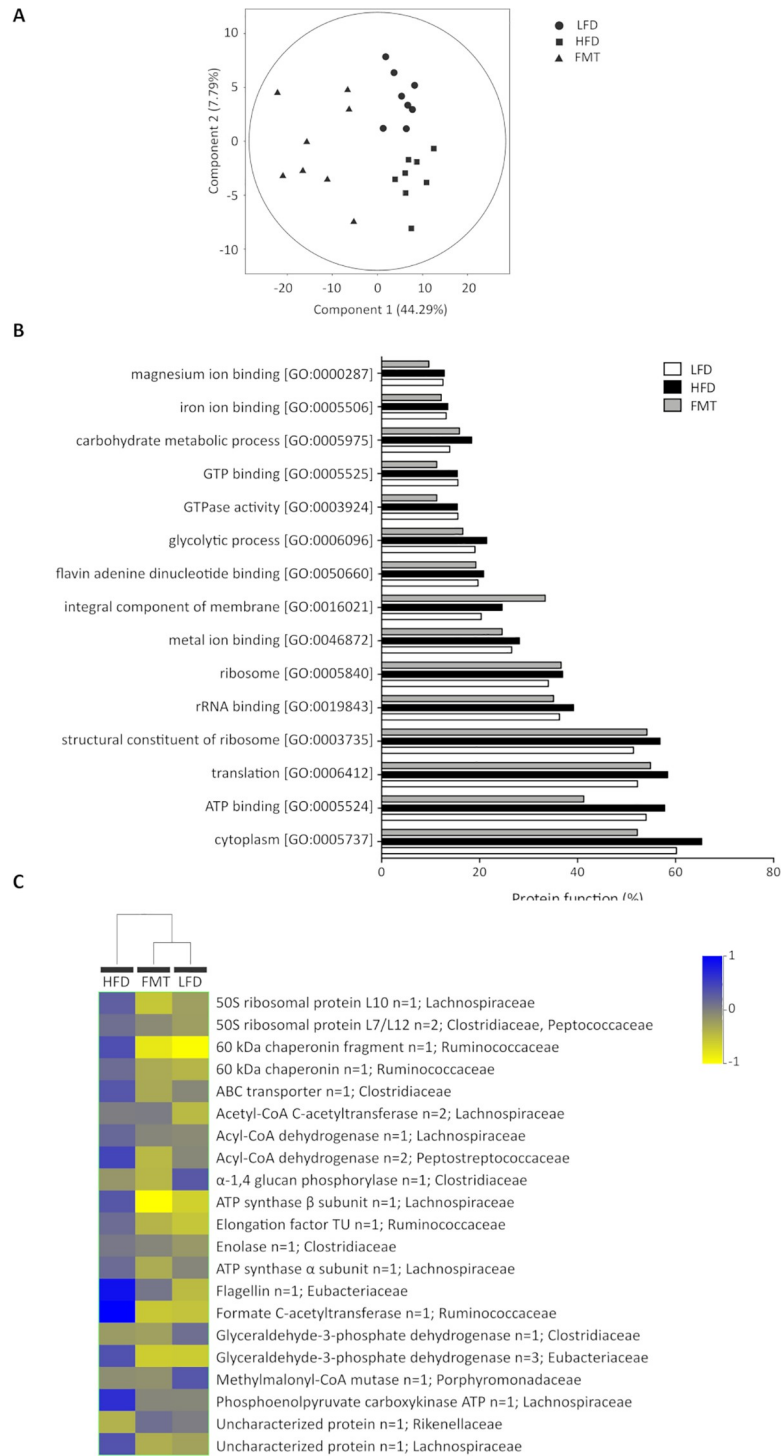 A
LFD
HFD
FMT
10
5
0
-5
-10
Component 2 (7.79%)
-20 -10 0 10 20
Component 1 (44.29%)
B
LFD
HFD
FMT
magnesium ion binding [GO:0000287]
iron ion binding [GO:0005506]
carbohydrate metabolic process [GO:0005975]
GTP binding [GO:0005525]
GTPase activity [GO:0003924]
glycolytic process [GO:0006096]
flavin adenine dinucleotide binding [GO:0050660]
integral component of membrane [GO:0016021]
metal ion binding [GO:0046872]
ribosome [GO:0005840]
rRNA binding [GO:0019843]
structural constituent of ribosome [GO:0003735]
translation [GO:0006412]
ATP binding [GO:0005524]
cytoplasm [GO:0005737]
0 20 40 60 80
Protein function (%)
C
HFD FMT LFD
1
0
-1
50S ribosomal protein L10 n=1; Lachnospiraceae
50S ribosomal protein L7/L12 n=2; Clostridiaceae, Peptococcaceae
60 kDa chaperonin fragment n=1; Ruminococcaceae
60 kDa chaperonin n=1; Ruminococcaceae
ABC transporter n=1; Clostridiaceae
Acetyl-CoA C-acetyltransferase n=2; Lachnospiraceae
Acyl-CoA dehydrogenase n=1; Lachnospiraceae
Acyl-CoA dehydrogenase n=2; Peptostreptococcaceae
α-1,4 glucan phosphorylase n=1; Clostridiaceae
ATP synthase β subunit n=1; Lachnospiraceae
Elongation factor TU n=1; Ruminococcaceae
Enolase n=1; Clostridiaceae
ATP synthase α subunit n=1; Lachnospiraceae
Flagellin n=1; Eubacteriaceae
Formate C-acetyltransferase n=1; Ruminococcaceae
Glyceraldehyde-3-phosphate dehydrogenase n=1; Clostridiaceae
Glyceraldehyde-3-phosphate dehydrogenase n=3; Eubacteriaceae
Methylmalonyl-CoA mutase n=1; Porphyromonadaceae
Phosphoenolpyruvate carboxykinase ATP n=1; Lachnospiraceae
Uncharacterized protein n=1; Rikenellaceae
Uncharacterized protein n=1; Lachnospiraceae